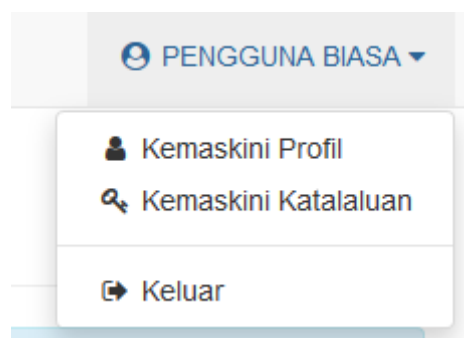 PENGGUNA BIASA
Kemaskini Profil
Kemaskini Katalaluan
Keluar